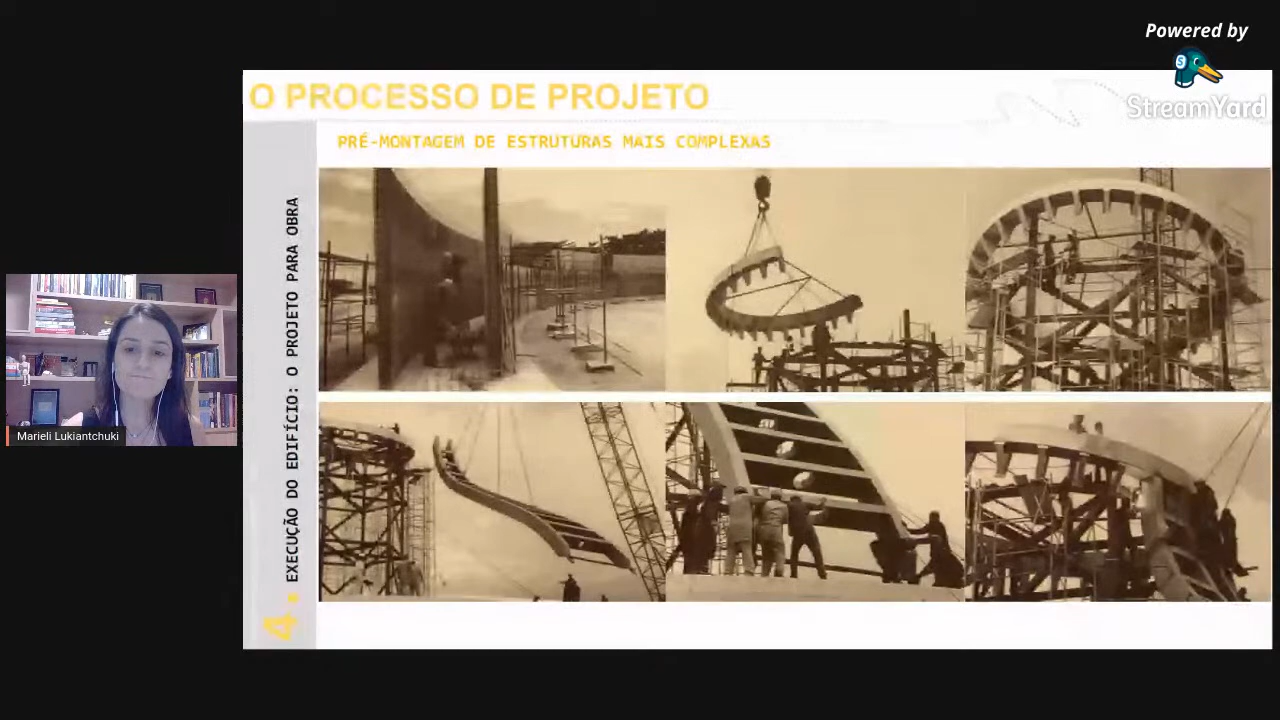 Powered by
StreamYard
O PROCESSO DE PROJETO
PRÉ-MONTAGEM DE ESTRUTURAS MAIS COMPLEXAS
4. EXECUÇÃO DO EDIFÍCIO: O PROJETO PARA OBRA
Marieli Lukiantchuki